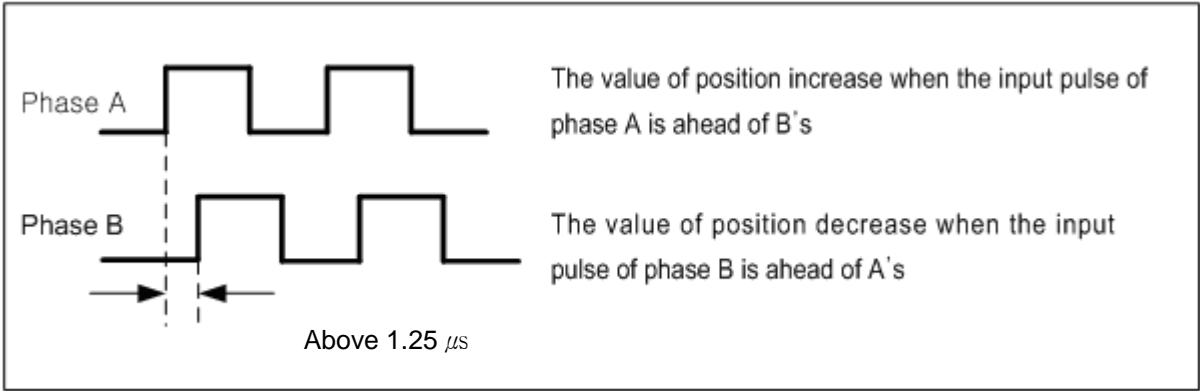 Phase A
The value of position increase when the input pulse of
phase A is ahead of B's
Phase B
The value of position decrease when the input
pulse of phase B is ahead of A's
Above 1.25 μs